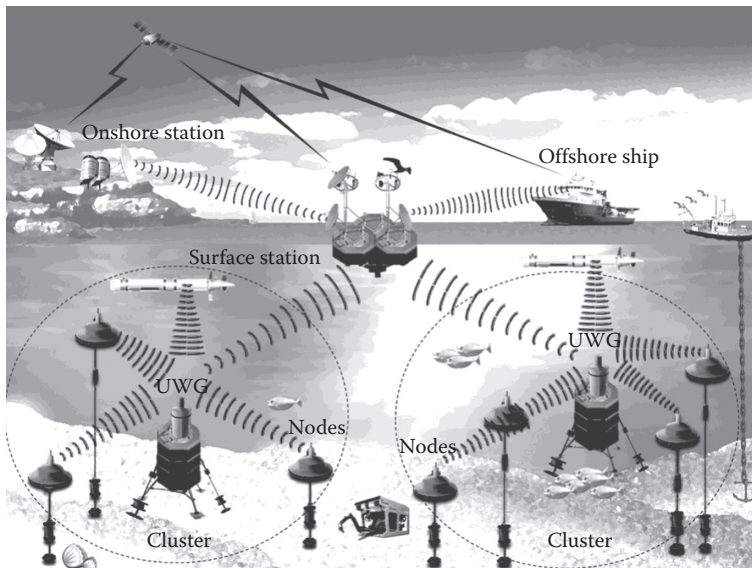 Onshore station
Offshore ship
Surface station
UWG
UWG
Nodes
Nodes
Cluster
Cluster